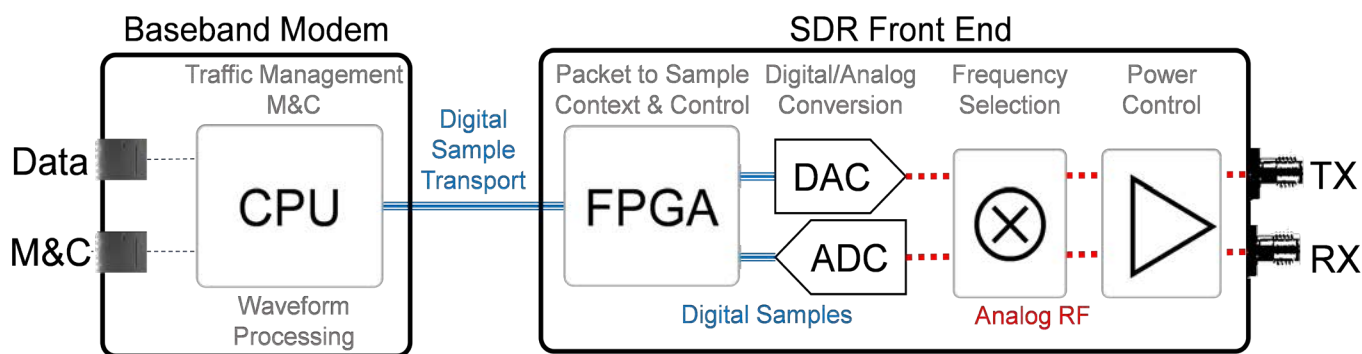 Baseband Modem
SDR Front End
Traffic Management
M&C
CPU
Waveform
Processing
Data
M&C
Digital
Sample
Transport
Packet to Sample
Context & Control
FPGA
Digital/Analog
Conversion
DAC
ADC
Digital Samples
Frequency
Selection
Analog RF
Power
Control
TX
RX